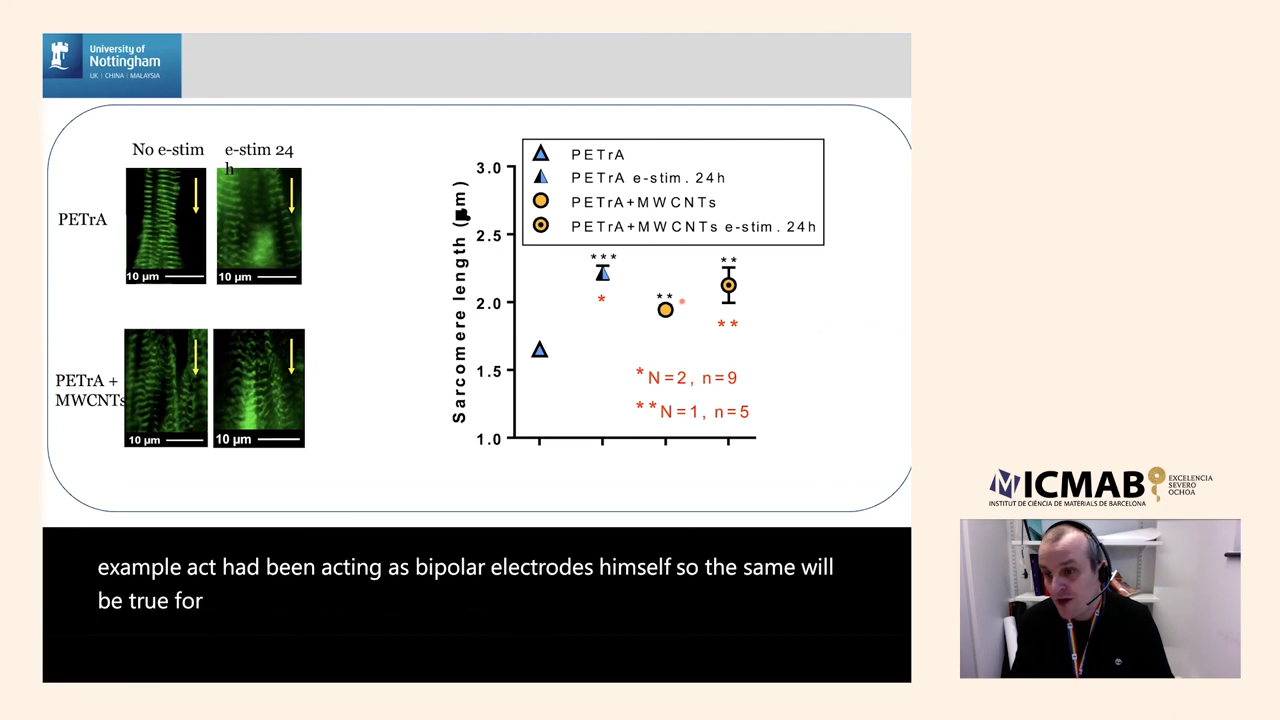 University of
Nottingham
UK | CHINA | MALAYSIA
No e-stim
e-stim 24
h
PETrA
10 µm
10 µm
PETrA +
MWCNTs
10 µm
10 µm
Sarcomere length (µm)
3.0
2.5
2.0
1.5
1.0
PETrA
PETrA e-stim. 24h
PETrA+MWCNTs
PETrA+MWCNTs e-stim. 24h
***
*
**
**
**
*N=2, n=9
**N=1, n=5
example act had been acting as bipolar electrodes himself so the same will
be true for
ICMAB
INSTITUT DE CIÈNCIA DE MATERIALS DE BARCELONA
EXCELENCIA
SEVERO
OCHOA